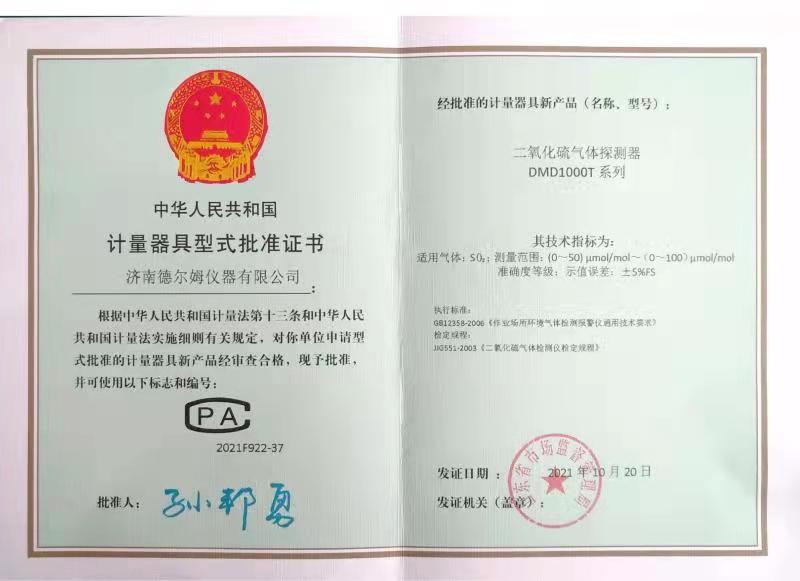 中华人民共和国
计量器具型式批准证书
济南德尔姆仪器有限公司：
根据中华人民共和国计量法第十三条和中华人民
共和国计量法实施细则有关规定，对你单位申请型
式批准的计量器具新产品经审查合格，现予批准，
并可使用以下标志和编号：
CPA
2021F922-37
批准人：
经批准的计量器具新产品（名称、型号）：
二氧化硫气体探测器
DMD1000T 系列
其技术指标为：
适用气体：SO₂；测量范围：(0～50) μmol/mol～（0～100）μmol/mol
准确度等级：示值误差：±5%FS
执行标准：
GB12358-2006《作业场所环境气体检测报警仪通用技术要求》
检定规程：
JJG551-2003《二氧化硫气体检测仪检定规程》
发证日期：2021 年 10 月 20 日
发证机关（盖章）：
山东省市场监督管理局